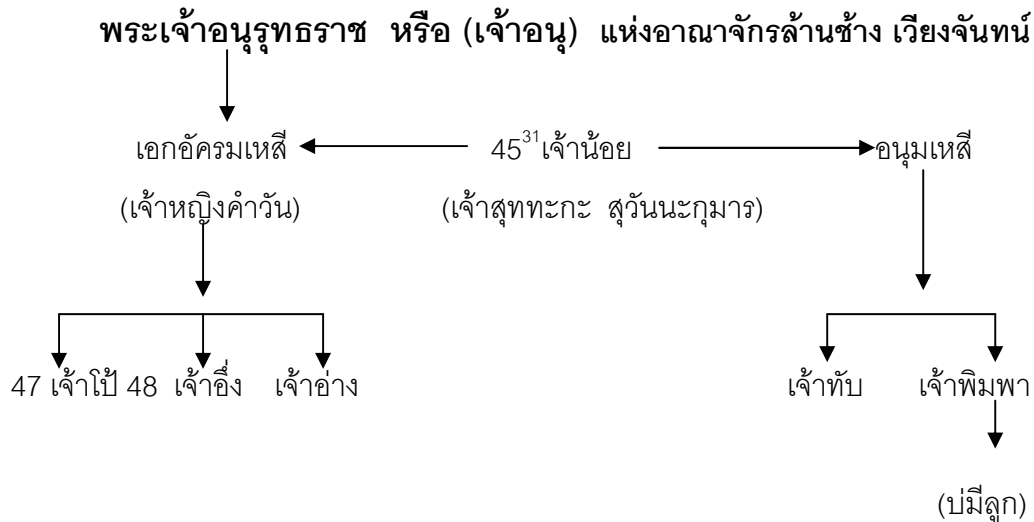 พระเจ้าอนุรุทธราช หรือ (เจ้าอนุ) แห่งอาณาจักรล้านช้าง เวียงจันทน์
เอกอัครมเหสี 45³¹เจ้าน้อย อนุมเหสี
(เจ้าหญิงคำวัน) (เจ้าสุททะกะ สุวันนะกุมาร)
47 เจ้าโป้ 48 เจ้าอึ่ง เจ้าอ่าง เจ้าทับ เจ้าพิมพา
(บ่มีลูก)